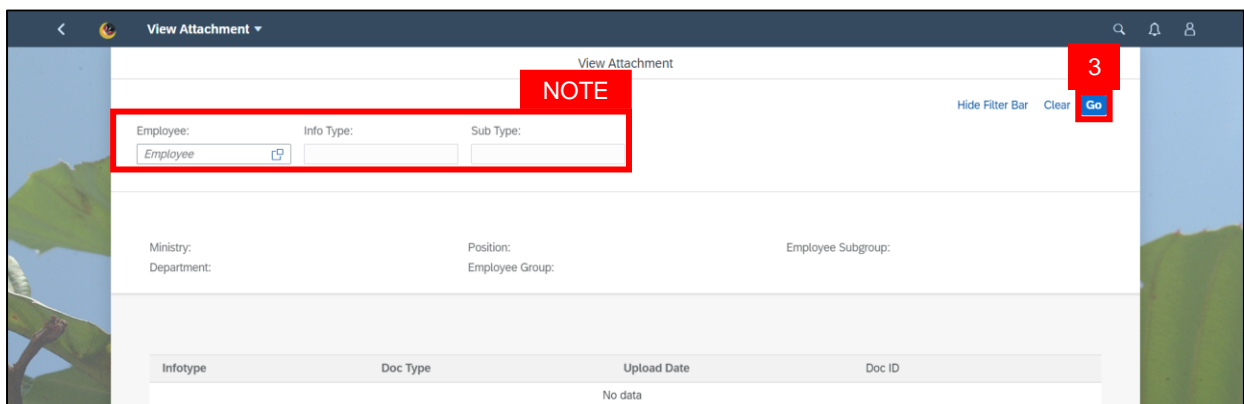 View Attachment
View Attachment
3
NOTE
Hide Filter Bar Clear Go
Employee: Info Type: Sub Type:
Employee
Ministry: Position: Employee Subgroup:
Department: Employee Group:
Infotype Doc Type Upload Date Doc ID
No data